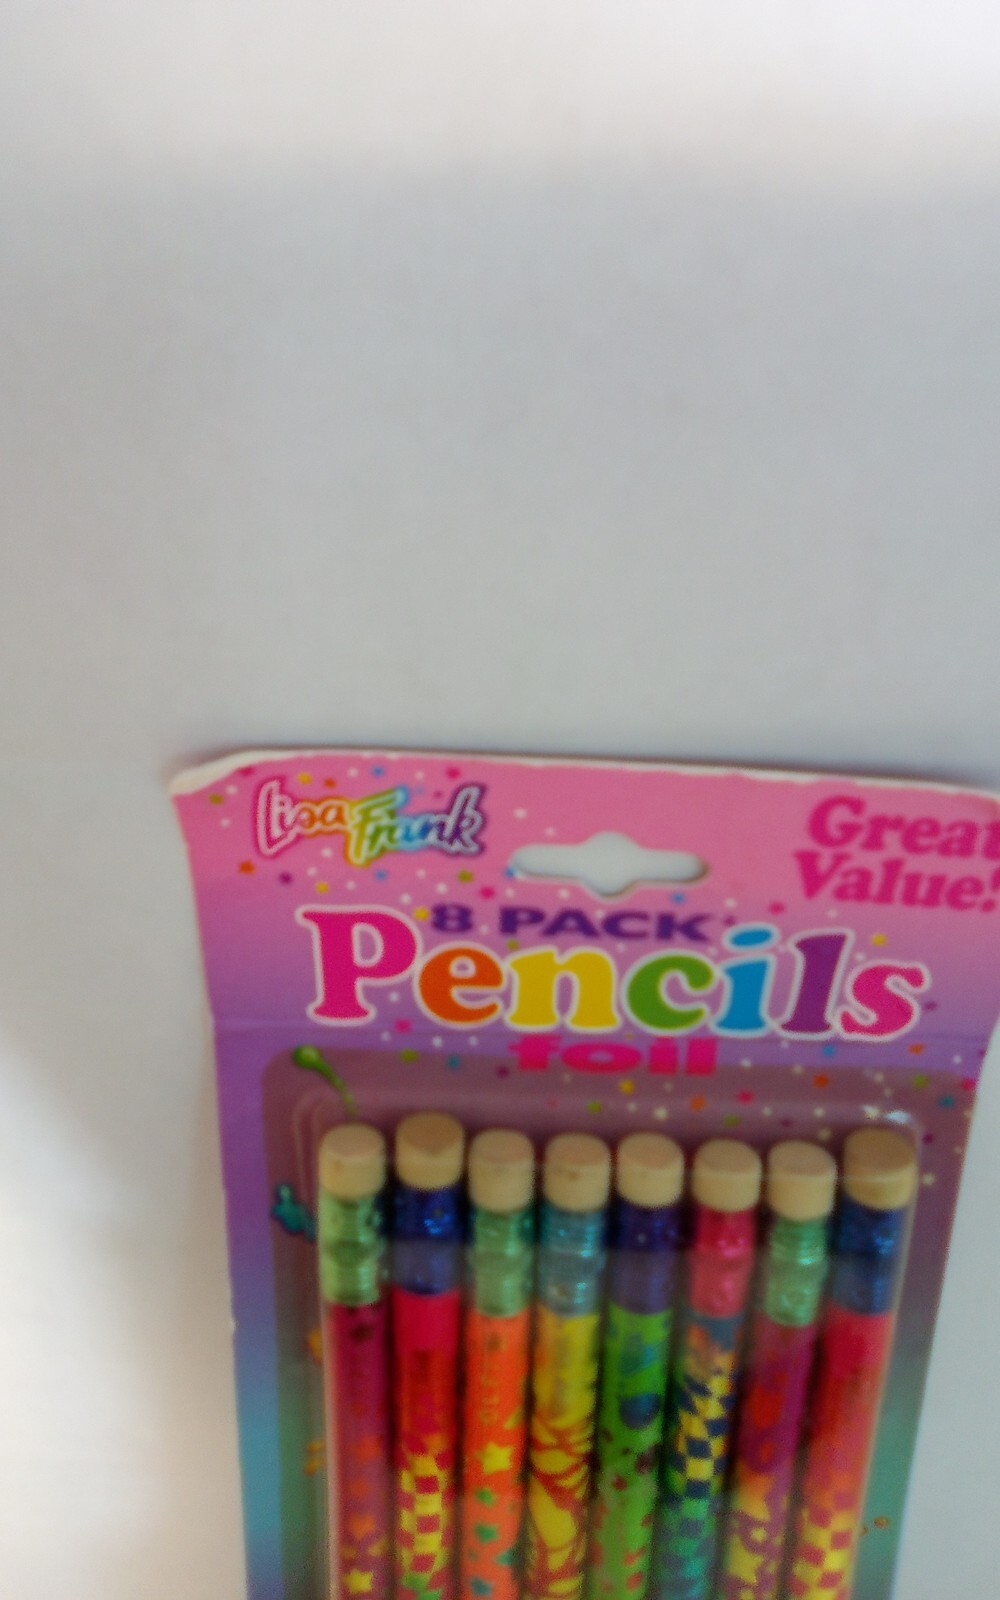 Lisa Frank
Great
Value!
8 PACK
Pencils
foil